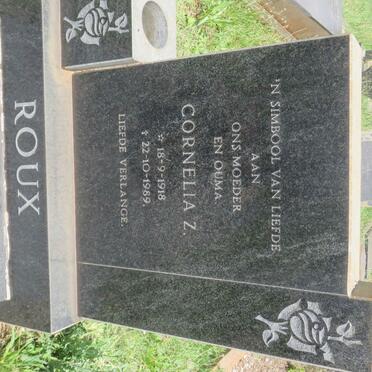 ROUX
'N SIMBOOL VAN LIEFDE
AAN
ONS MOEDER
EN OUMA
CORNELIA Z.
☆ 18-9-1918
✝ 22-10-1989.
LIEFDE VERLANGE.